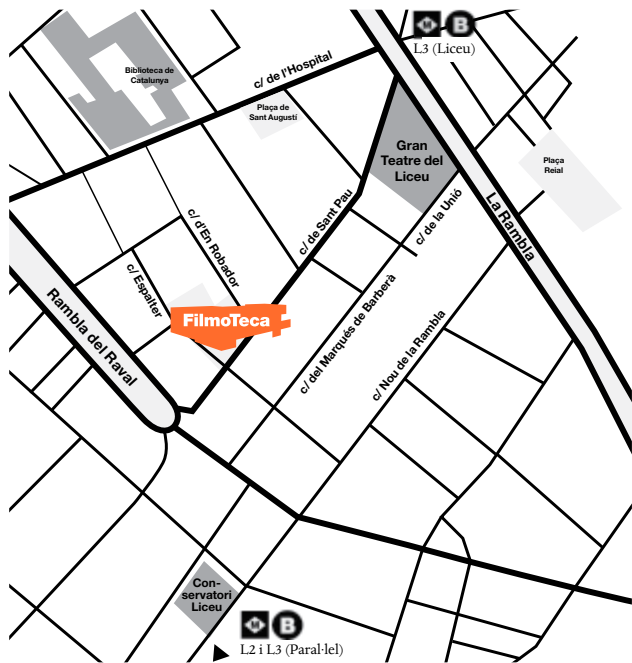 M B
L3 (Liceu)
Biblioteca de
Catalunya
c/ de l'Hospital
Plaça de
Sant Augustí
Gran
Teatre del
Liceu
Plaça
Reial
La Rambla
c/ de la Unió
c/ de Sant Pau
c/ d'En Robador
c/ Espalter
FilmoTeca
Rambla del Raval
c/ del Marqués de Barberà
c/ Nou de la Rambla
Con-
servatori
Liceu
M B
L2 i L3 (Paral·lel)